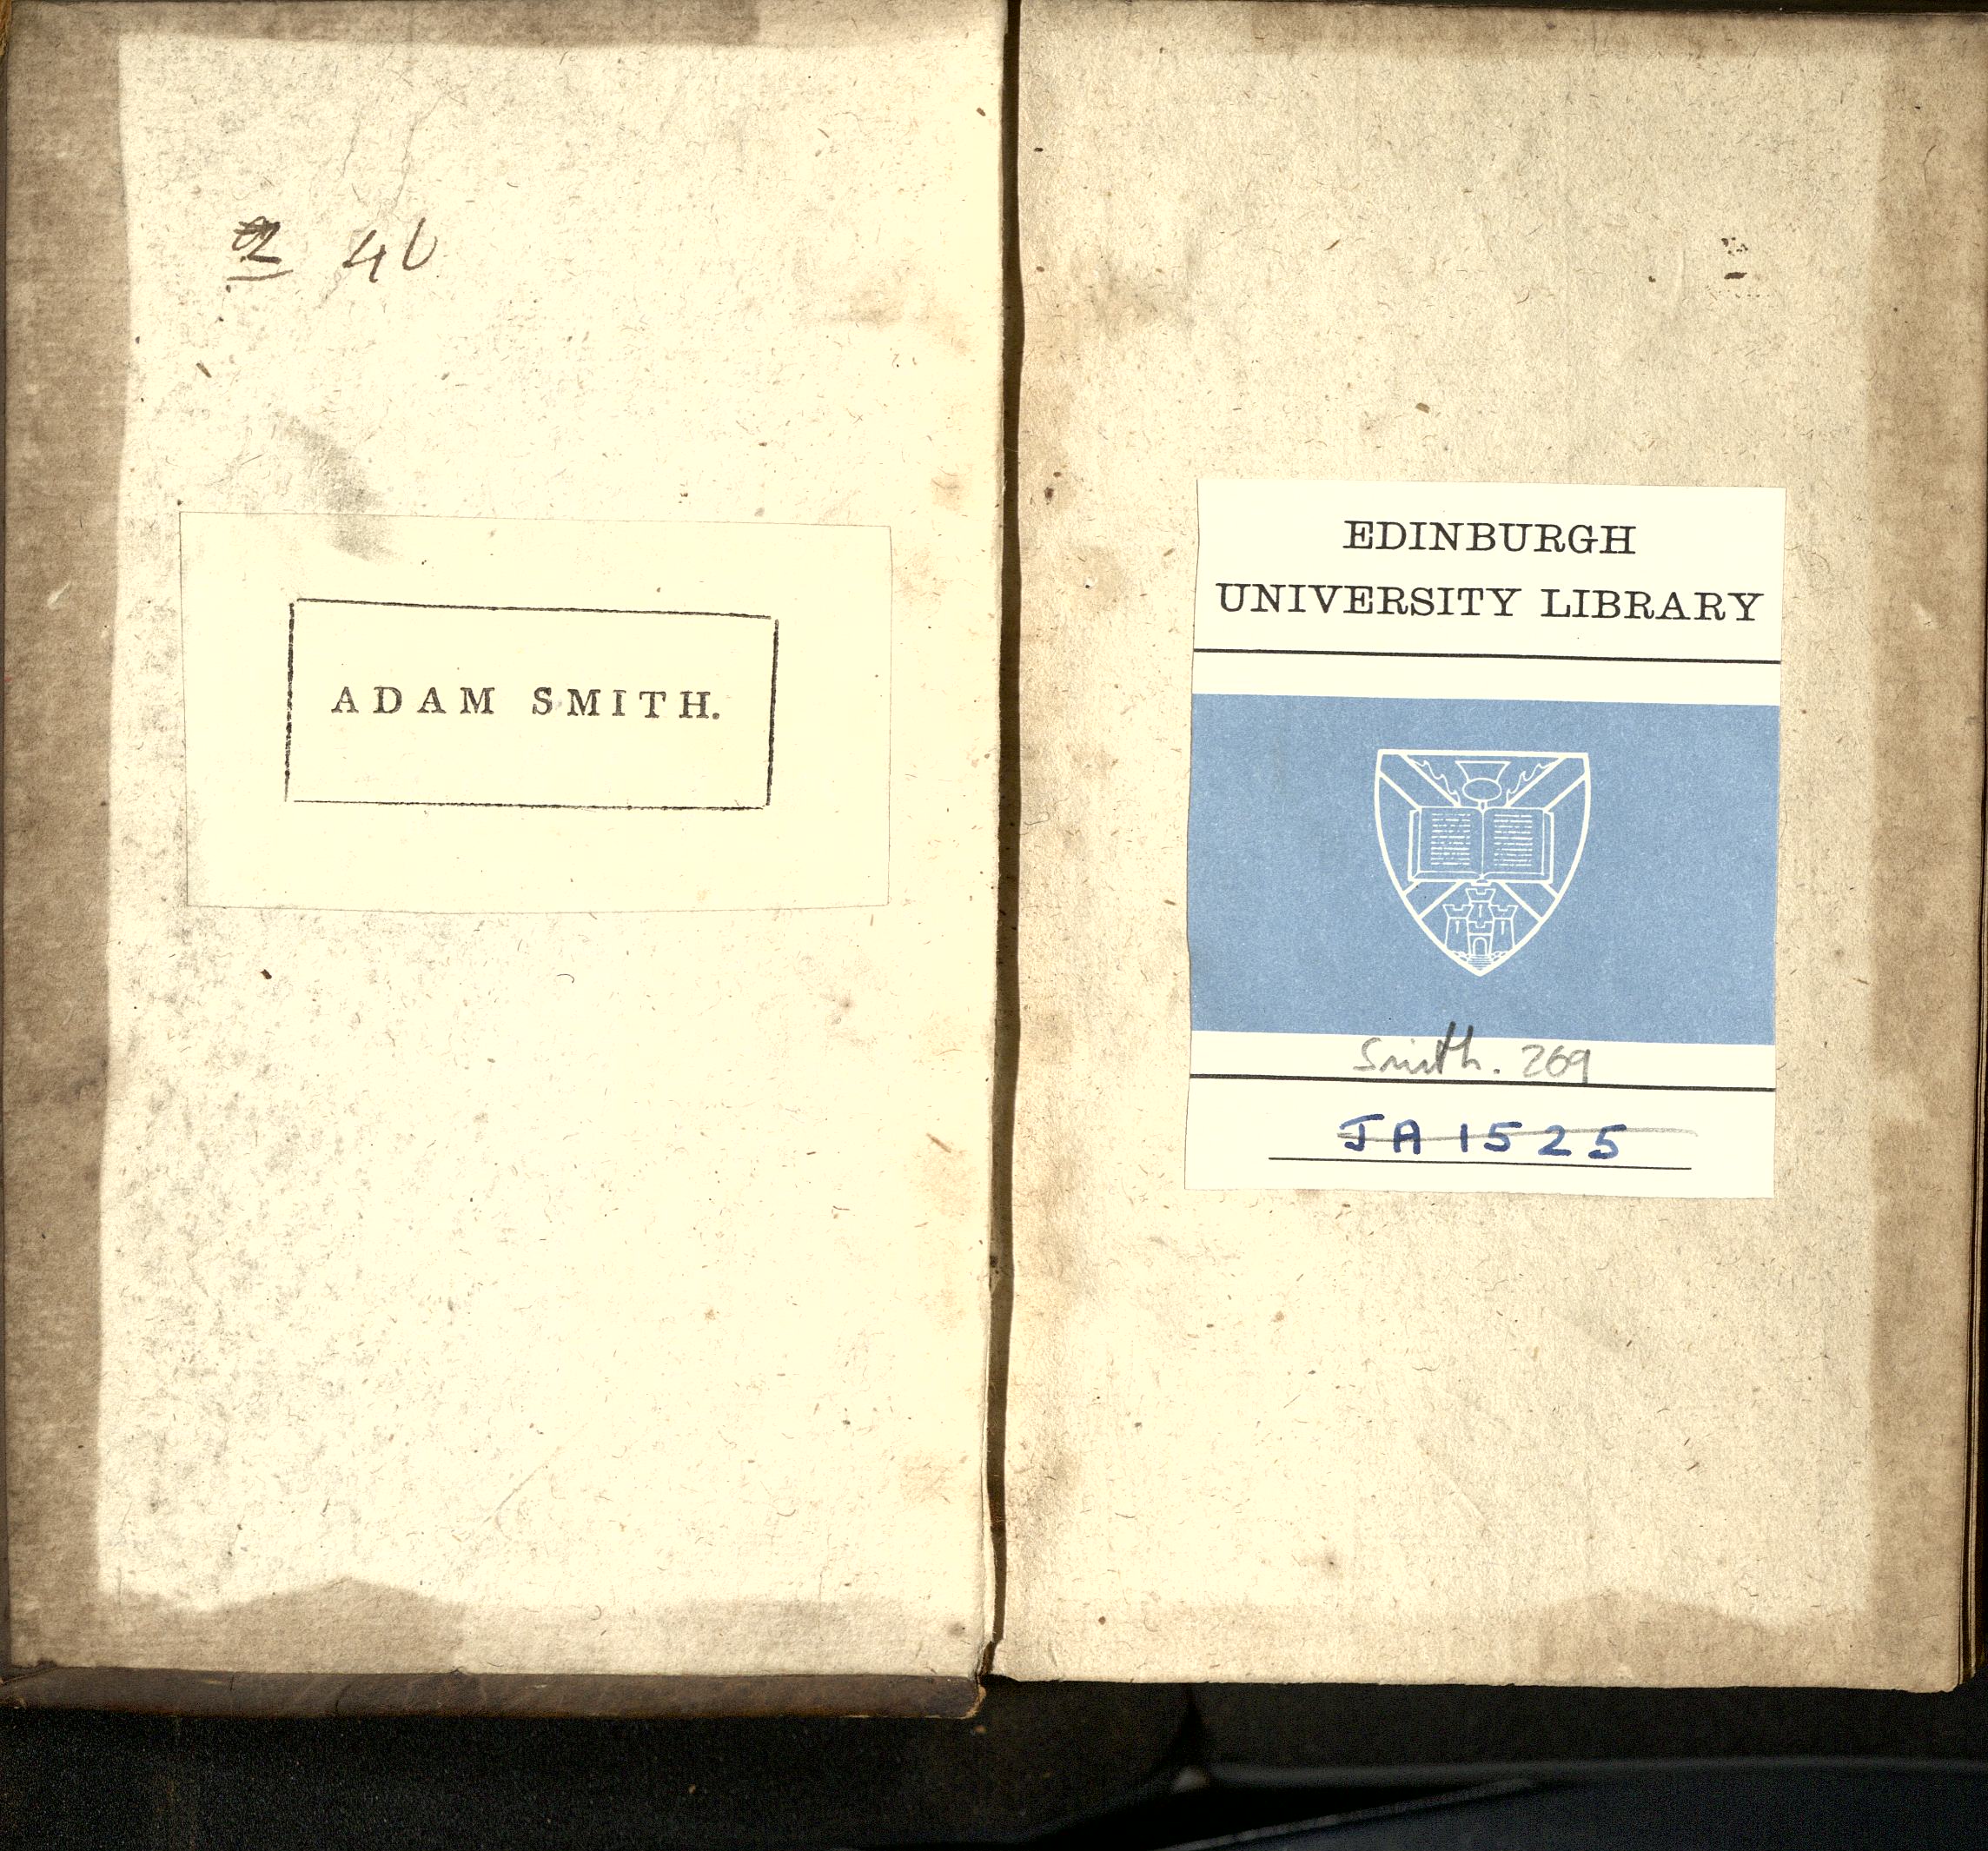 2 46
ADAM SMITH.
EDINBURGH
UNIVERSITY LIBRARY
Smith. 269
JA 1525